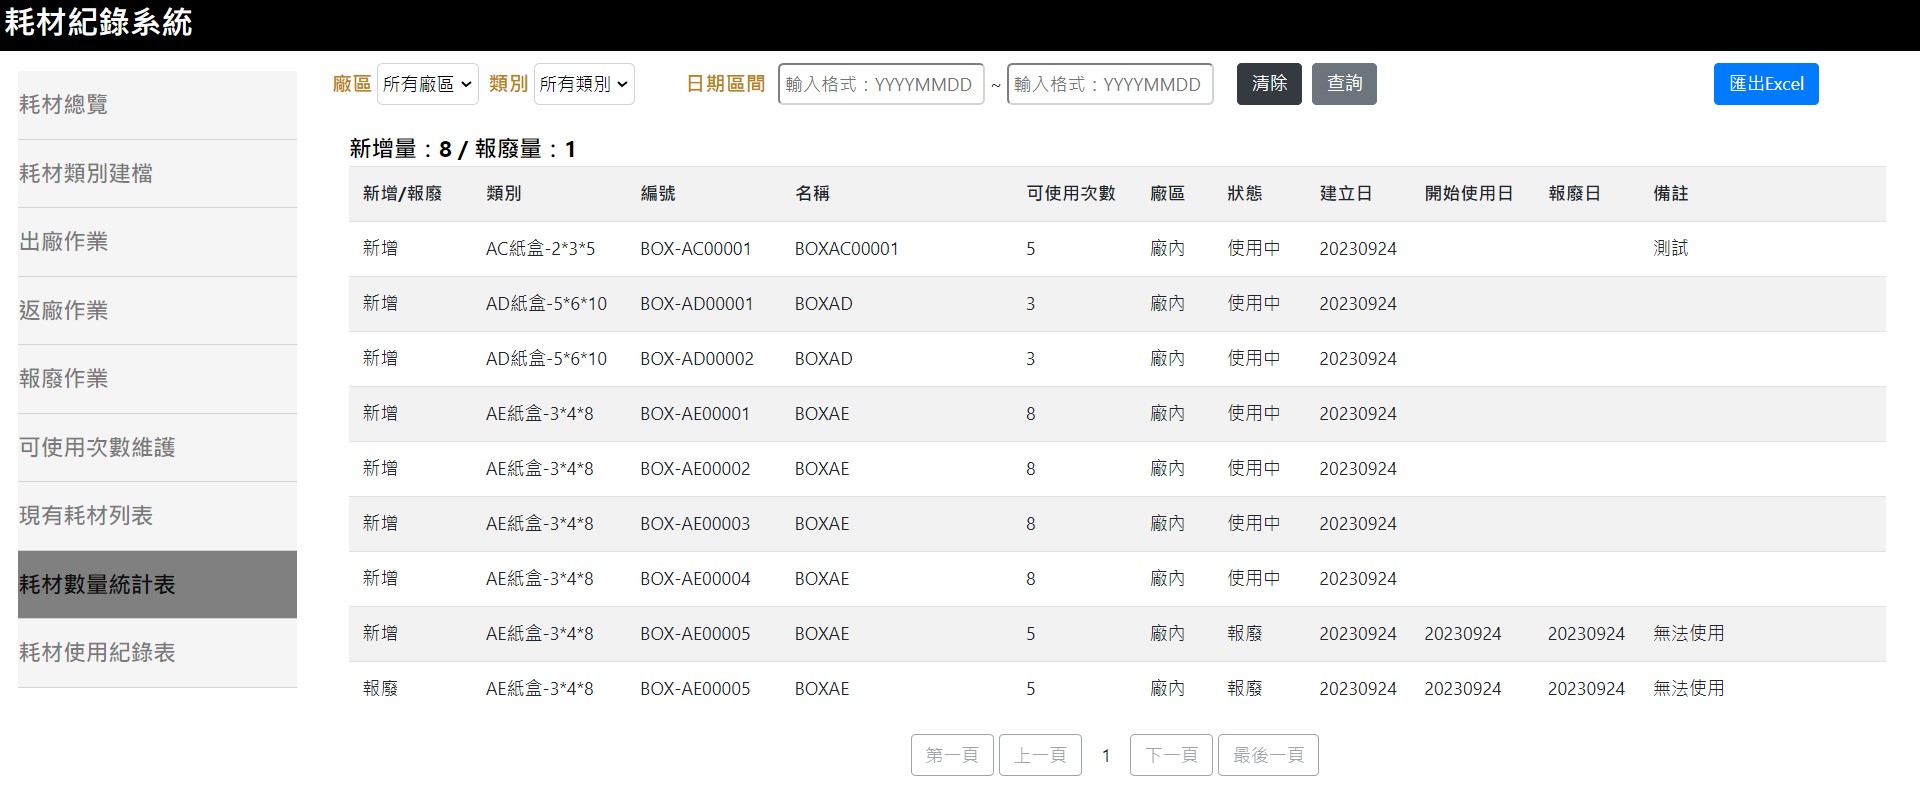 耗材紀錄系統
耗材總覽
耗材類別建檔
出廠作業
返廠作業
報廢作業
可使用次數維護
現有耗材列表
耗材數量統計表
耗材使用紀錄表
廠區 所有廠區 類別 所有類別 日期區間 輸入格式：YYYYMMDD ~ 輸入格式：YYYYMMDD 清除 查詢 匯出Excel
新增量：8 / 報廢量：1
新增/報廢 類別 編號 名稱 可使用次數 廠區 狀態 建立日 開始使用日 報廢日 備註
新增 AC紙盒-2*3*5 BOX-AC00001 BOXAC00001 5 廠內 使用中 20230924 測試
新增 AD紙盒-5*6*10 BOX-AD00001 BOXAD 3 廠內 使用中 20230924
新增 AD紙盒-5*6*10 BOX-AD00002 BOXAD 3 廠內 使用中 20230924
新增 AE紙盒-3*4*8 BOX-AE00001 BOXAE 8 廠內 使用中 20230924
新增 AE紙盒-3*4*8 BOX-AE00002 BOXAE 8 廠內 使用中 20230924
新增 AE紙盒-3*4*8 BOX-AE00003 BOXAE 8 廠內 使用中 20230924
新增 AE紙盒-3*4*8 BOX-AE00004 BOXAE 8 廠內 使用中 20230924
新增 AE紙盒-3*4*8 BOX-AE00005 BOXAE 5 廠內 報廢 20230924 20230924 20230924 無法使用
報廢 AE紙盒-3*4*8 BOX-AE00005 BOXAE 5 廠內 報廢 20230924 20230924 20230924 無法使用
第一頁 上一頁 1 下一頁 最後一頁